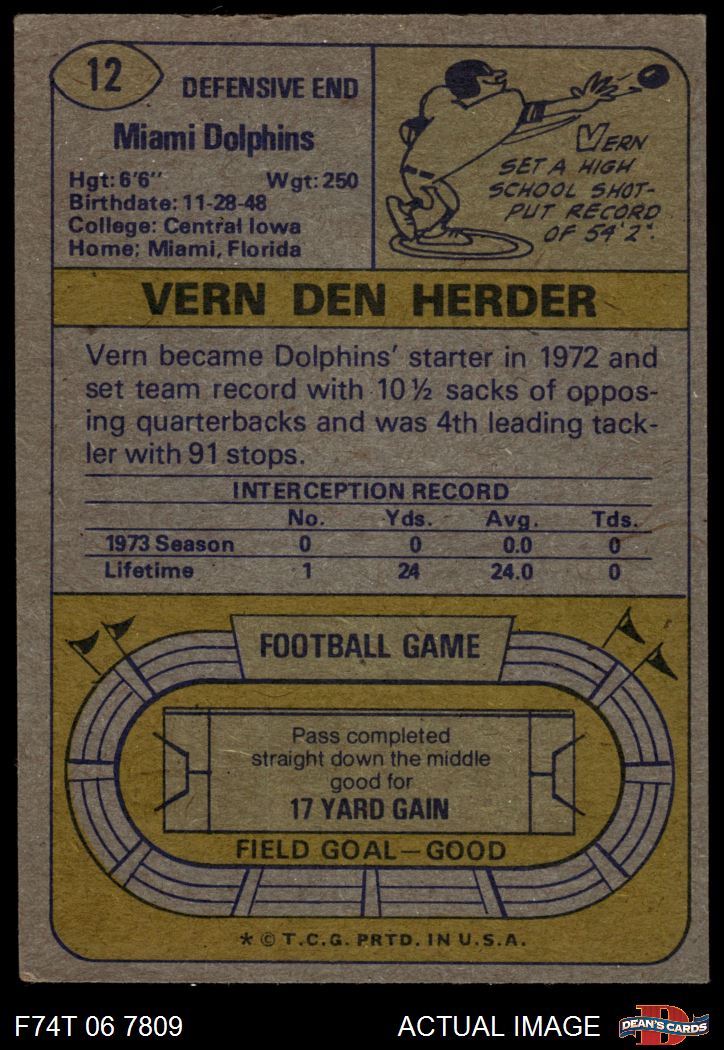 12
DEFENSIVE END
Miami Dolphins
Hgt: 6'6" Wgt: 250
Birthdate: 11-28-48
College: Central Iowa
Home: Miami, Florida
VERN
SET A HIGH
SCHOOL SHOT-
PUT RECORD
OF 54'2".
VERN DEN HERDER
Vern became Dolphins' starter in 1972 and
set team record with 10½ sacks of oppos-
ing quarterbacks and was 4th leading tack-
ler with 91 stops.
INTERCEPTION RECORD
No. Yds. Avg. Tds.
1973 Season 0 0 0.0 0
Lifetime 1 24 24.0 0
FOOTBALL GAME
Pass completed
straight down the middle
good for
17 YARD GAIN
FIELD GOAL—GOOD
* © T.C.G. PRTD. IN U.S.A.
F74T 06 7809 ACTUAL IMAGE
D
DEAN'S CARDS